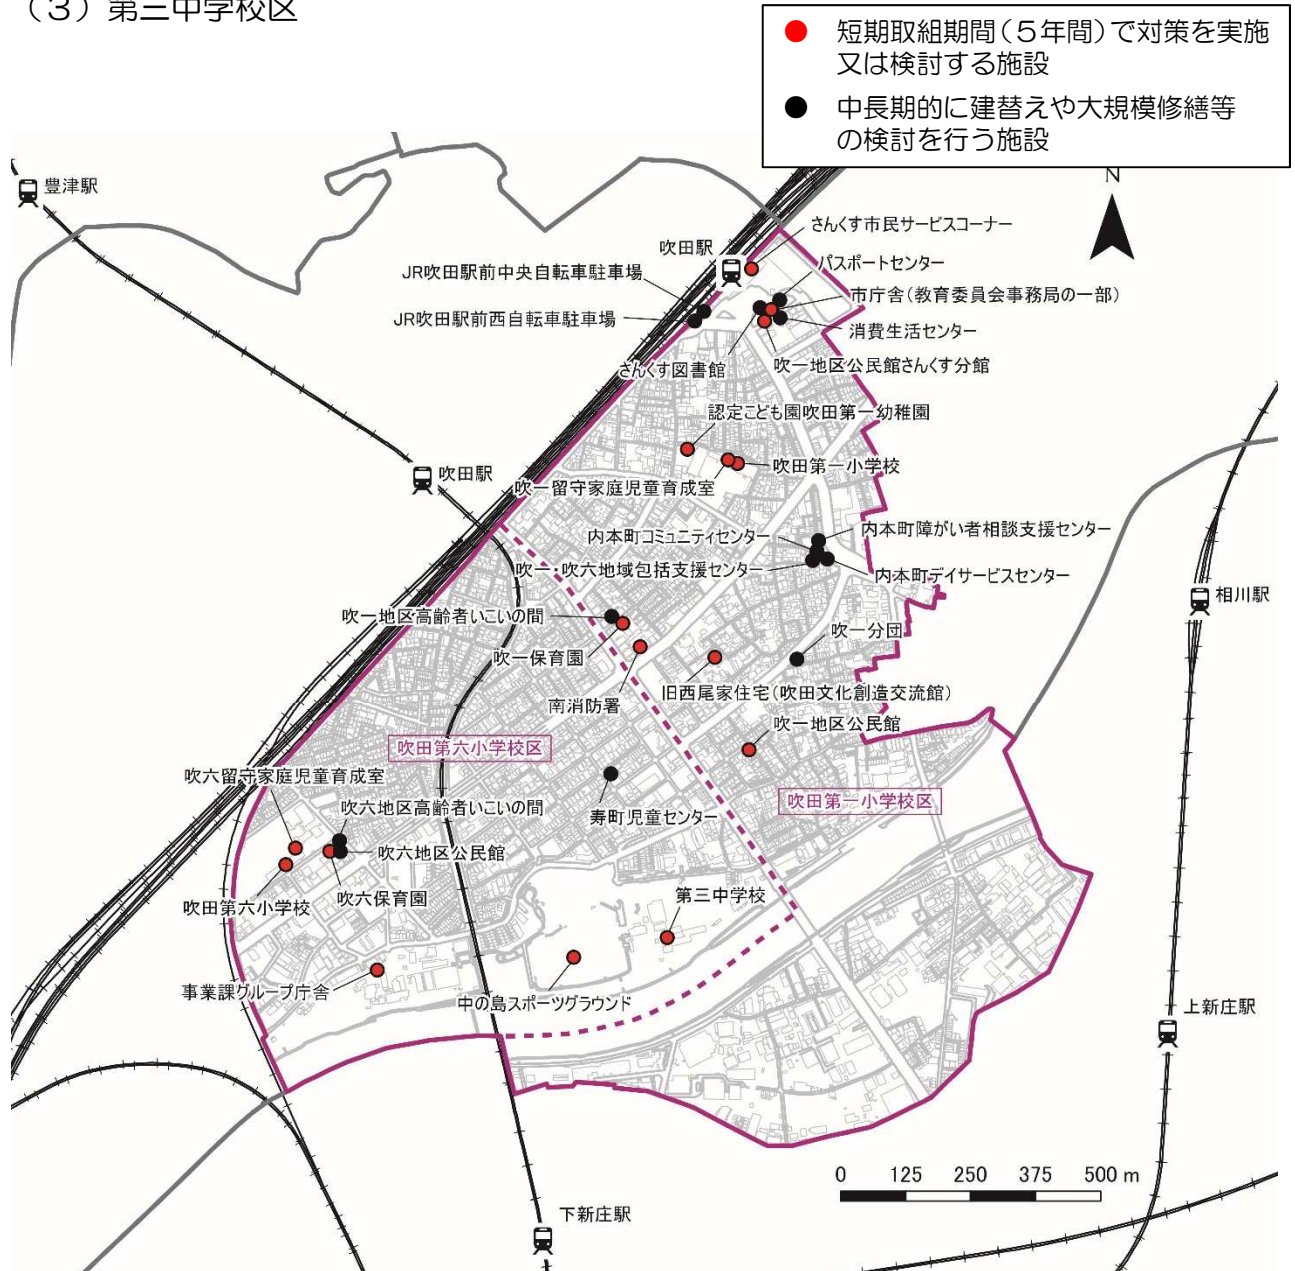 （３）第三中学校区
短期取組期間（５年間）で対策を実施
又は検討する施設
中長期的に建替えや大規模修繕等
の検討を行う施設
N
豊津駅
吹田駅
さんくす市民サービスコーナー
パスポートセンター
JR吹田駅前中央自転車駐車場
市庁舎（教育委員会事務局の一部）
JR吹田駅前西自転車駐車場
消費生活センター
さんくす図書館
吹一地区公民館さんくす分館
認定こども園吹田第一幼稚園
吹田駅
吹田第一小学校
吹一留守家庭児童育成室
内本町コミュニティセンター
内本町障がい者相談支援センター
吹一・吹六地域包括支援センター
内本町デイサービスセンター
相川駅
吹一地区高齢者いこいの間
吹一分団
吹一保育園
旧西尾家住宅（吹田文化創造交流館）
南消防署
吹一地区公民館
吹田第六小学校区
吹六留守家庭児童育成室
吹田第一小学校区
吹六地区高齢者いこいの間
寿町児童センター
吹六地区公民館
吹六保育園
第三中学校
吹田第六小学校
事業課グループ庁舎
中の島スポーツグラウンド
上新庄駅
0 125 250 375 500 m
下新庄駅